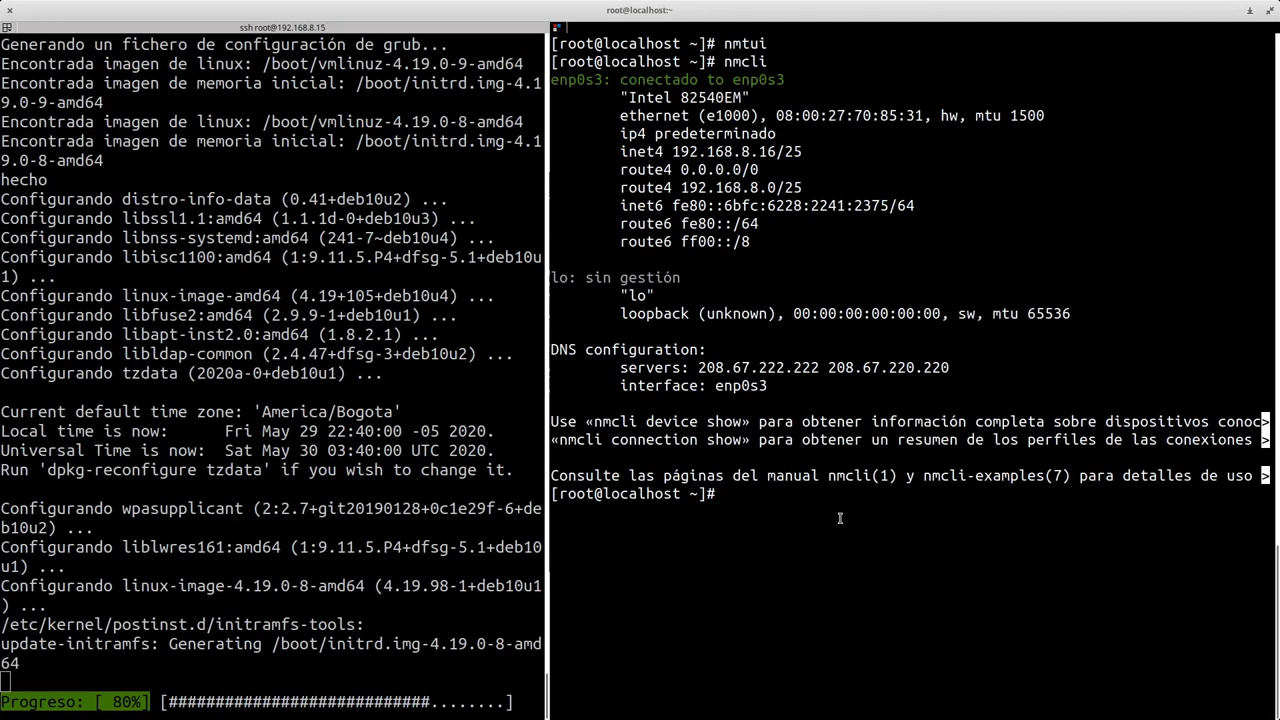 root@localhost:~
ssh root@192.168.8.15
Generando un fichero de configuración de grub...
Encontrada imagen de linux: /boot/vmlinuz-4.19.0-9-amd64
Encontrada imagen de memoria inicial: /boot/initrd.img-4.1
9.0-9-amd64
Encontrada imagen de linux: /boot/vmlinuz-4.19.0-8-amd64
Encontrada imagen de memoria inicial: /boot/initrd.img-4.1
9.0-8-amd64
hecho
Configurando distro-info-data (0.41+deb10u2) ...
Configurando libssl1.1:amd64 (1.1.1d-0+deb10u3) ...
Configurando libnss-systemd:amd64 (241-7~deb10u4) ...
Configurando libisc1100:amd64 (1:9.11.5.P4+dfsg-5.1+deb10u
1) ...
Configurando linux-image-amd64 (4.19+105+deb10u4) ...
Configurando libfuse2:amd64 (2.9.9-1+deb10u1) ...
Configurando libapt-inst2.0:amd64 (1.8.2.1) ...
Configurando libldap-common (2.4.47+dfsg-3+deb10u2) ...
Configurando tzdata (2020a-0+deb10u1) ...
Current default time zone: 'America/Bogota'
Local time is now:      Fri May 29 22:40:00 -05 2020.
Universal Time is now:  Sat May 30 03:40:00 UTC 2020.
Run 'dpkg-reconfigure tzdata' if you wish to change it.
Configurando wpasupplicant (2:2.7+git20190128+0c1e29f-6+de
b10u2) ...
Configurando liblwres161:amd64 (1:9.11.5.P4+dfsg-5.1+deb10
u1) ...
Configurando linux-image-4.19.0-8-amd64 (4.19.98-1+deb10u1
) ...
/etc/kernel/postinst.d/initramfs-tools:
update-initramfs: Generating /boot/initrd.img-4.19.0-8-amd
64
Progreso: [ 80%] [############################........]
[root@localhost ~]# nmtui
[root@localhost ~]# nmcli
enp0s3: conectado to enp0s3
"Intel 82540EM"
ethernet (e1000), 08:00:27:70:85:31, hw, mtu 1500
ip4 predeterminado
inet4 192.168.8.16/25
route4 0.0.0.0/0
route4 192.168.8.0/25
inet6 fe80::6bfc:6228:2241:2375/64
route6 fe80::/64
route6 ff00::/8
lo: sin gestión
"lo"
loopback (unknown), 00:00:00:00:00:00, sw, mtu 65536
DNS configuration:
servers: 208.67.222.222 208.67.220.220
interface: enp0s3
Use «nmcli device show» para obtener información completa sobre dispositivos conoc>
«nmcli connection show» para obtener un resumen de los perfiles de las conexiones >
Consulte las páginas del manual nmcli(1) y nmcli-examples(7) para detalles de uso >
[root@localhost ~]#